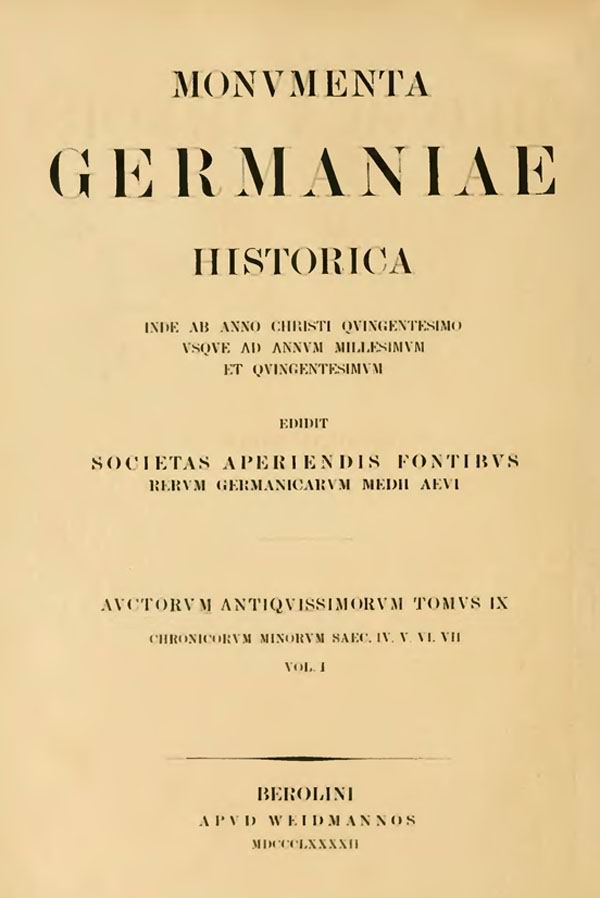 MONVMENTA
GERMANIAE
HISTORICA
INDE AB ANNO CHRISTI QVINGENTESIMO
VSQVE AD ANNVM MILLESIMVM
ET QVINGENTESIMVM
EDIDIT
SOCIETAS APERIENDIS FONTIBVS
RERVM GERMANICARVM MEDII AEVI
AVCTORVM ANTIQVISSIMORVM TOMVS IX
CHRONICORVM MINORVM SAEC. IV. V. VI. VII
VOL. I
BEROLINI
APVD WEIDMANNOS
MDCCCLXXXXII